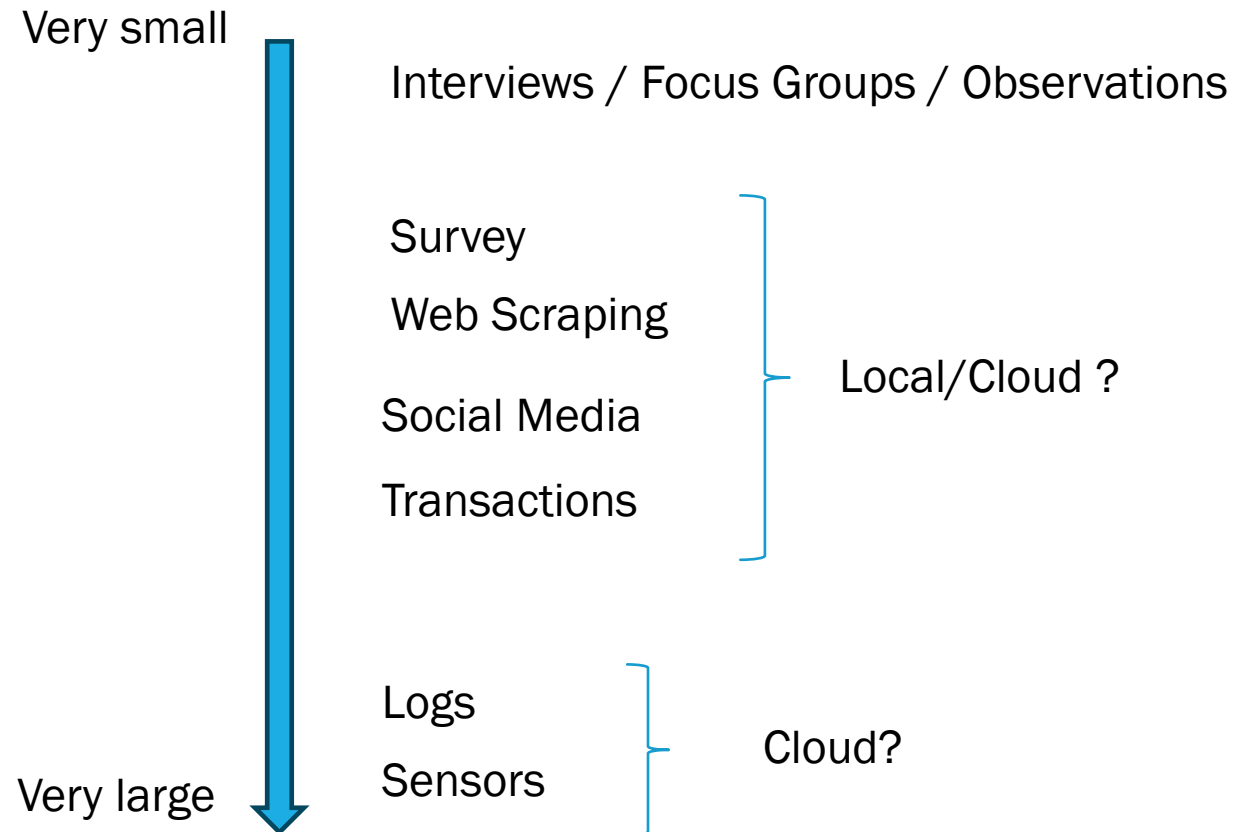 Very small
Interviews / Focus Groups / Observations
Survey
Web Scraping
Social Media
Transactions
Local/Cloud ?
Logs
Sensors
Cloud?
Very large